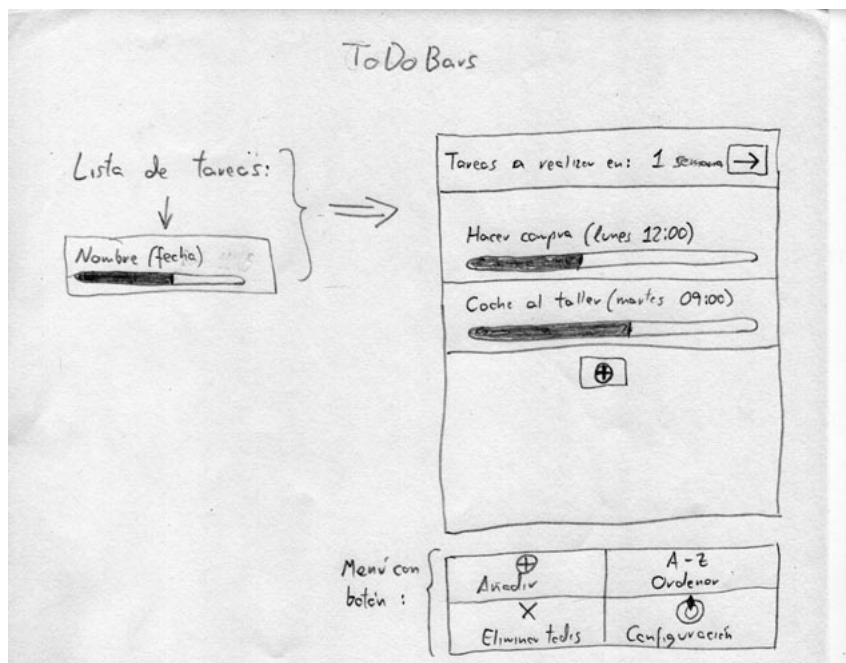 ToDo Bars
Lista de tareas:
Nombre (fecha)
Tareas a realizar en: 1 semana →
Hacer compra (lunes 12:00)
Coche al taller (martes 09:00)
Menú con
botón :
Añadir
A-Z
Ordenar
Eliminar todas
Configuración